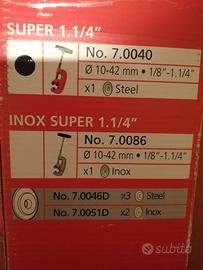 SUPER 1.1/4"
No. 7.0040
Ø 10-42 mm • 1/8"-1.1/4"
x1 Steel
INOX SUPER 1.1/4"
No. 7.0086
Ø 10-42 mm • 1/8"-1.1/4"
x1 Inox
No. 7.0046D x3 Steel
No. 7.0051D x2 Inox
subito